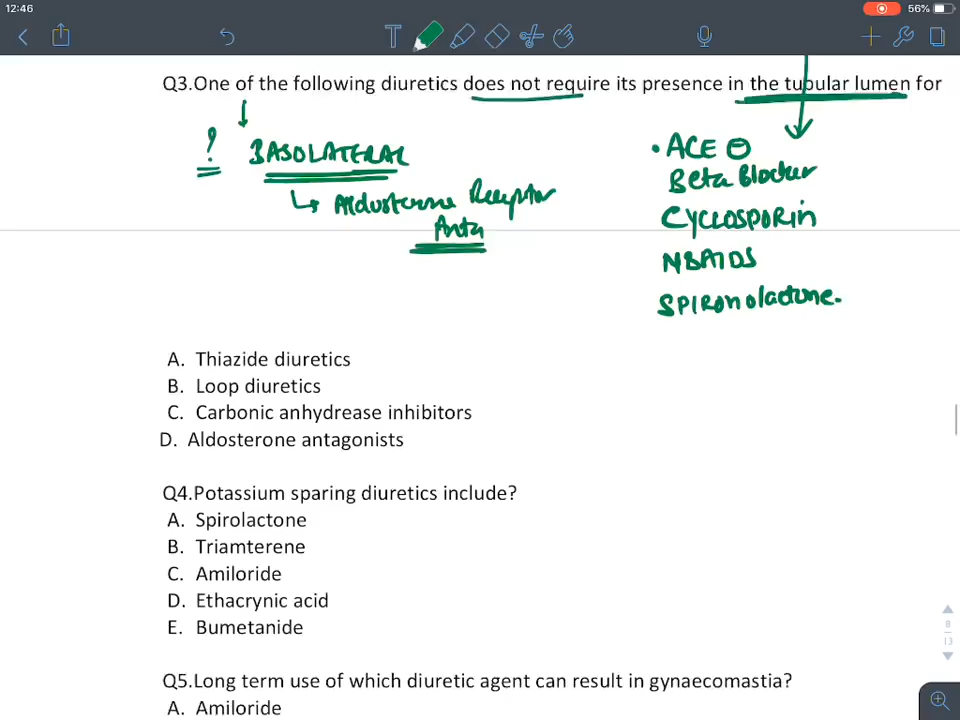 12:46
56%
Q3.One of the following diuretics does not require its presence in the tubular lumen for
? BASOLATERAL
Aldosterone Receptor
Anta
ACE ⊖
Beta Blocker
CYCLOSPORIN
NSAIDS
SPIRONolactone.
A. Thiazide diuretics
B. Loop diuretics
C. Carbonic anhydrease inhibitors
D. Aldosterone antagonists
Q4.Potassium sparing diuretics include?
A. Spirolactone
B. Triamterene
C. Amiloride
D. Ethacrynic acid
E. Bumetanide
Q5.Long term use of which diuretic agent can result in gynaecomastia?
A. Amiloride
8
13